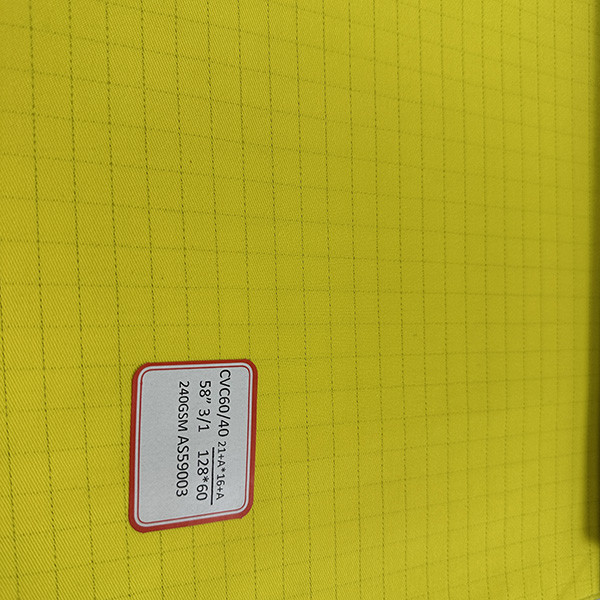 CVC60/40 21+A*16+A
58” 3/1 128*60
240GSM AS59003